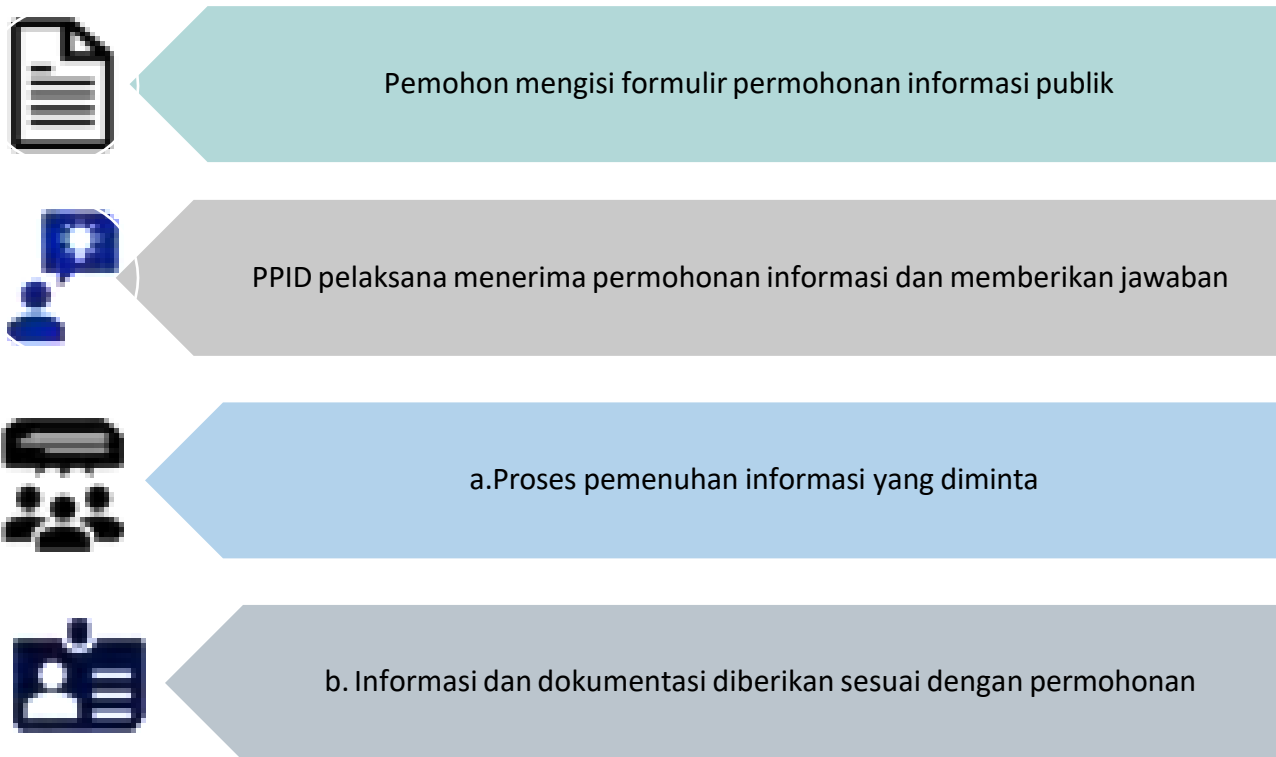 Pemohon mengisi formulir permohonan informasi publik
PPID pelaksana menerima permohonan informasi dan memberikan jawaban
a.Proses pemenuhan informasi yang diminta
b. Informasi dan dokumentasi diberikan sesuai dengan permohonan